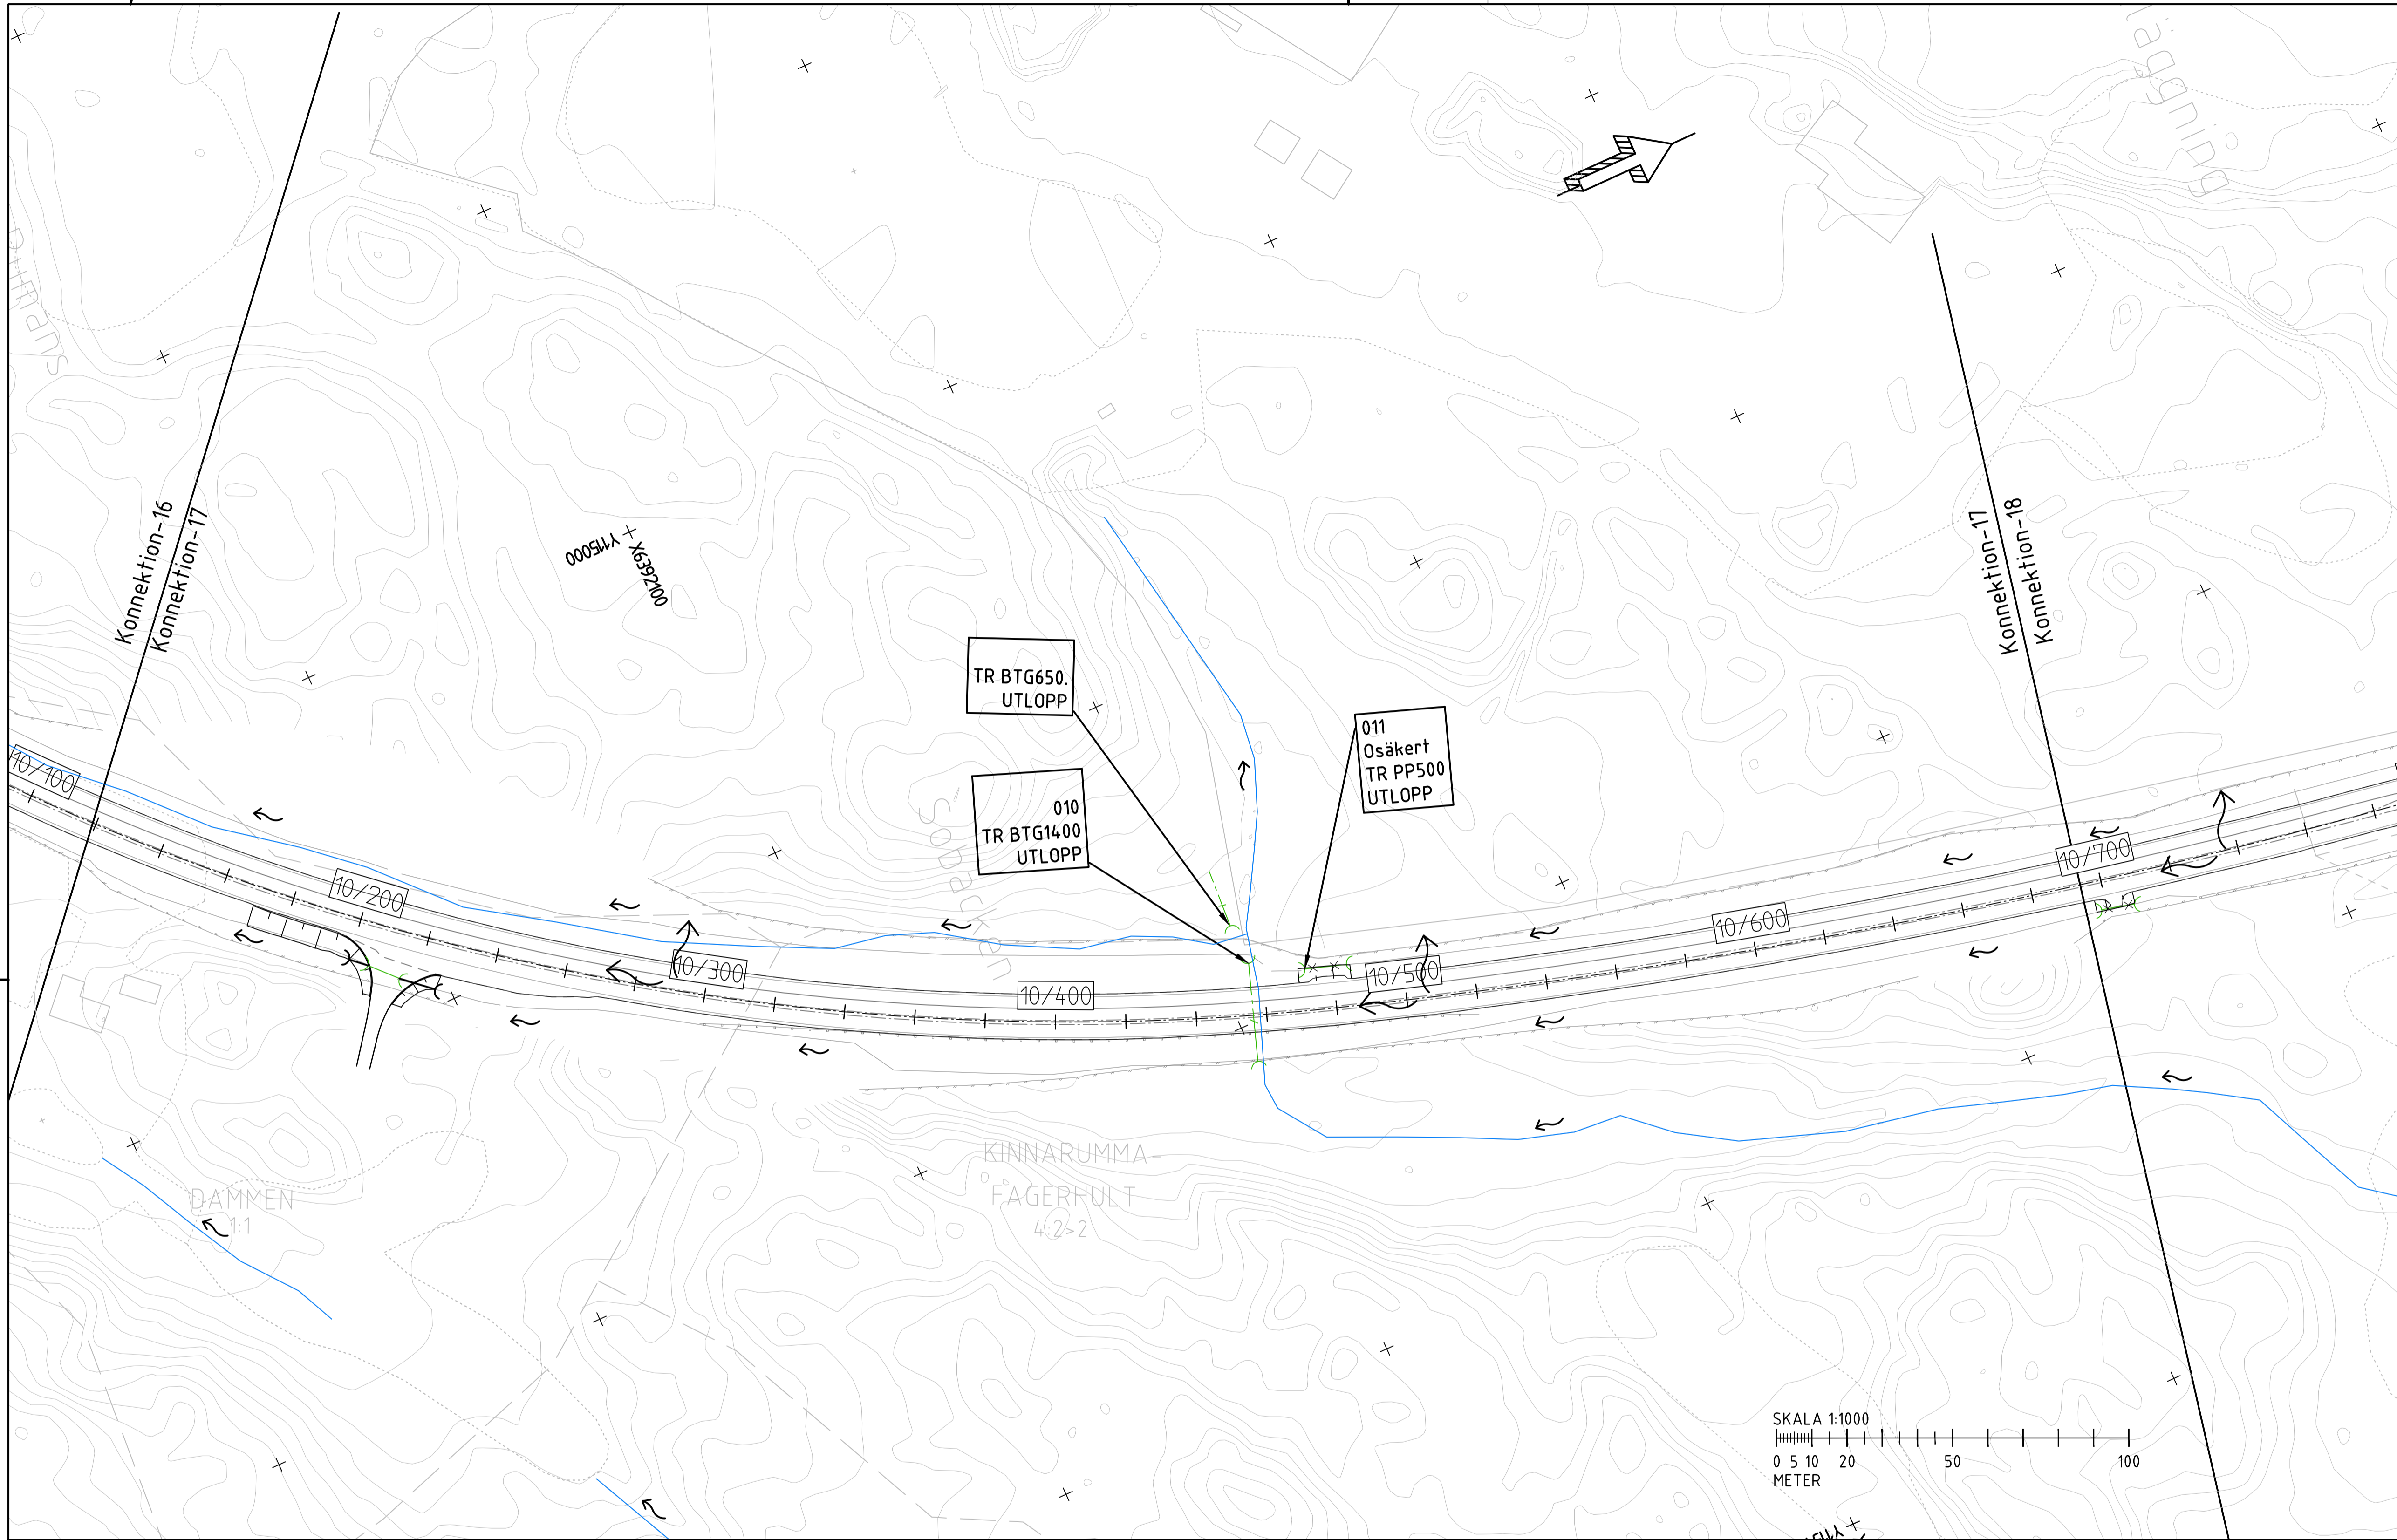 Konnektion-16
Konnektion-17
Y115000
X6392100
Konnektion-17
Konnektion-18
TR BTG650.
UTLOPP
010
TR BTG1400
UTLOPP
011
Osäkert
TR PP500
UTLOPP
10/100
10/200
10/300
10/400
10/500
10/600
10/700
KINNARUMMA-
FAGERHULT
4:2>2
DAMMEN
1:1
SKALA 1:1000
0 5 10 20 50 100
METER